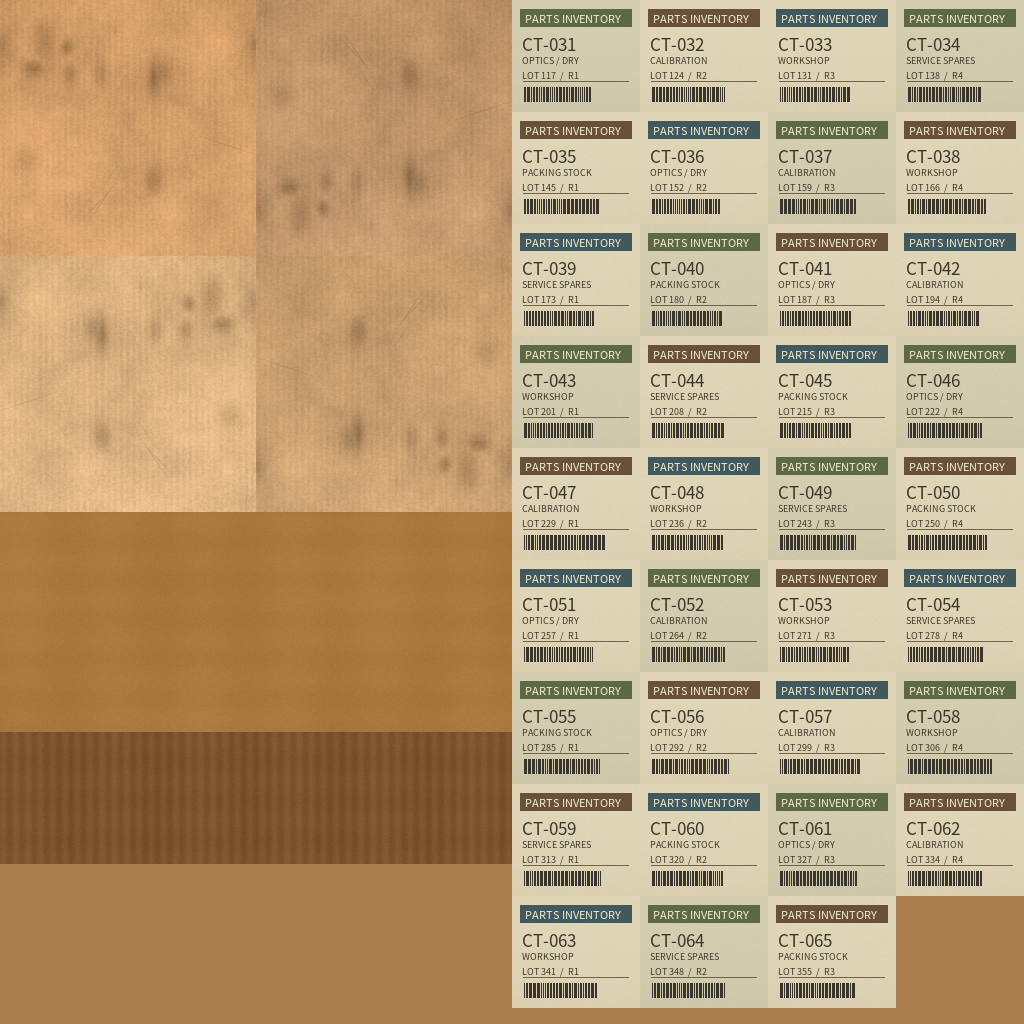 PARTS INVENTORY
CT-031
OPTICS / DRY
LOT 117 / R1
PARTS INVENTORY
CT-032
CALIBRATION
LOT 124 / R2
PARTS INVENTORY
CT-033
WORKSHOP
LOT 131 / R3
PARTS INVENTORY
CT-034
SERVICE SPARES
LOT 138 / R4
PARTS INVENTORY
CT-035
PACKING STOCK
LOT 145 / R1
PARTS INVENTORY
CT-036
OPTICS / DRY
LOT 152 / R2
PARTS INVENTORY
CT-037
CALIBRATION
LOT 159 / R3
PARTS INVENTORY
CT-038
WORKSHOP
LOT 166 / R4
PARTS INVENTORY
CT-039
SERVICE SPARES
LOT 173 / R1
PARTS INVENTORY
CT-040
PACKING STOCK
LOT 180 / R2
PARTS INVENTORY
CT-041
OPTICS / DRY
LOT 187 / R3
PARTS INVENTORY
CT-042
CALIBRATION
LOT 194 / R4
PARTS INVENTORY
CT-043
WORKSHOP
LOT 201 / R1
PARTS INVENTORY
CT-044
SERVICE SPARES
LOT 208 / R2
PARTS INVENTORY
CT-045
PACKING STOCK
LOT 215 / R3
PARTS INVENTORY
CT-046
OPTICS / DRY
LOT 222 / R4
PARTS INVENTORY
CT-047
CALIBRATION
LOT 229 / R1
PARTS INVENTORY
CT-048
WORKSHOP
LOT 236 / R2
PARTS INVENTORY
CT-049
SERVICE SPARES
LOT 243 / R3
PARTS INVENTORY
CT-050
PACKING STOCK
LOT 250 / R4
PARTS INVENTORY
CT-051
OPTICS / DRY
LOT 257 / R1
PARTS INVENTORY
CT-052
CALIBRATION
LOT 264 / R2
PARTS INVENTORY
CT-053
WORKSHOP
LOT 271 / R3
PARTS INVENTORY
CT-054
SERVICE SPARES
LOT 278 / R4
PARTS INVENTORY
CT-055
PACKING STOCK
LOT 285 / R1
PARTS INVENTORY
CT-056
OPTICS / DRY
LOT 292 / R2
PARTS INVENTORY
CT-057
CALIBRATION
LOT 299 / R3
PARTS INVENTORY
CT-058
WORKSHOP
LOT 306 / R4
PARTS INVENTORY
CT-059
SERVICE SPARES
LOT 313 / R1
PARTS INVENTORY
CT-060
PACKING STOCK
LOT 320 / R2
PARTS INVENTORY
CT-061
OPTICS / DRY
LOT 327 / R3
PARTS INVENTORY
CT-062
CALIBRATION
LOT 334 / R4
PARTS INVENTORY
CT-063
WORKSHOP
LOT 341 / R1
PARTS INVENTORY
CT-064
SERVICE SPARES
LOT 348 / R2
PARTS INVENTORY
CT-065
PACKING STOCK
LOT 355 / R3